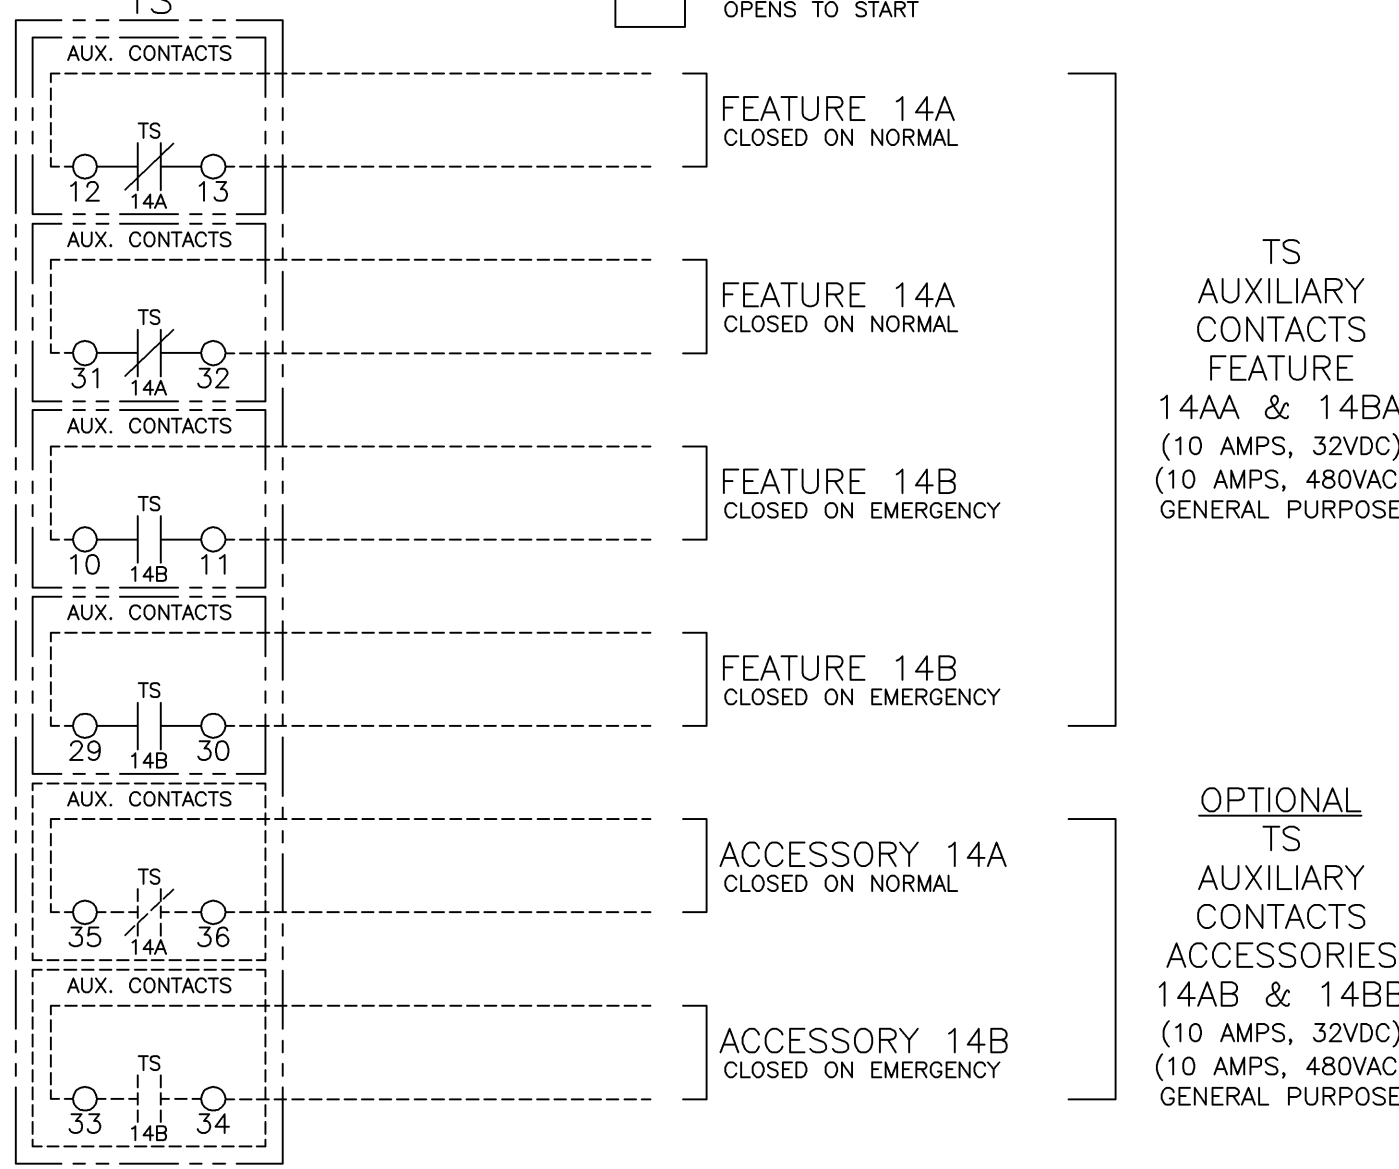 TS
OPENS TO START
AUX. CONTACTS
TS
12
13
14A
FEATURE 14A
CLOSED ON NORMAL
AUX. CONTACTS
TS
31
32
14A
FEATURE 14A
CLOSED ON NORMAL
AUX. CONTACTS
TS
10
11
14B
FEATURE 14B
CLOSED ON EMERGENCY
AUX. CONTACTS
TS
29
30
14B
FEATURE 14B
CLOSED ON EMERGENCY
TS
AUXILIARY
CONTACTS
FEATURE
14AA & 14BA
(10 AMPS, 32VDC)
(10 AMPS, 480VAC
GENERAL PURPOSE
AUX. CONTACTS
TS
35
36
14A
ACCESSORY 14A
CLOSED ON NORMAL
AUX. CONTACTS
TS
33
34
14B
ACCESSORY 14B
CLOSED ON EMERGENCY
OPTIONAL
TS
AUXILIARY
CONTACTS
ACCESSORIES
14AB & 14BB
(10 AMPS, 32VDC)
(10 AMPS, 480VAC
GENERAL PURPOSE